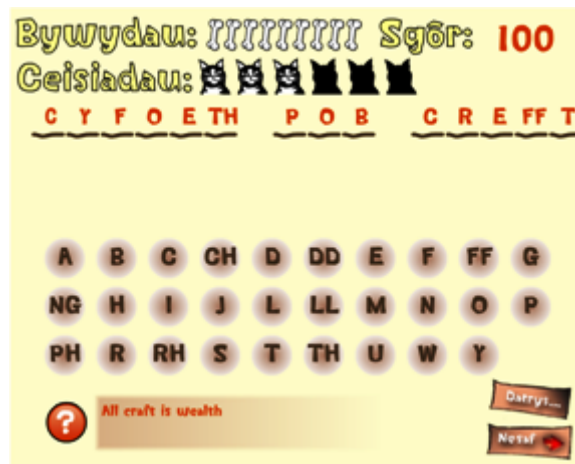 Bywydau: Sgôr: 100
Ceisiadau:
C Y F O E TH P O B C R E FF T
A B C CH D DD E F FF G
NG H I J L LL M N O P
PH R RH S T TH U W Y
? All craft is wealth
Datrys...
Nesaf